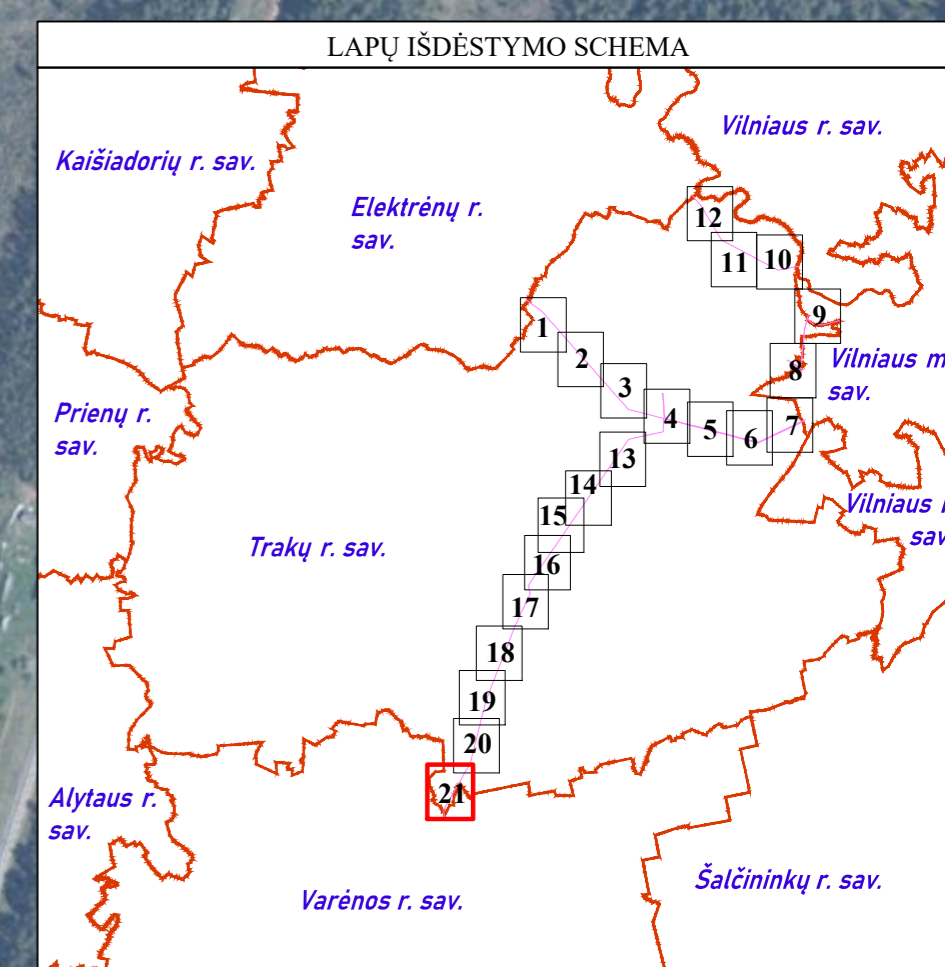 LAPŲ IŠDĖSTYMO SCHEMA
Vilniaus r. sav.
Kaišiadorių r. sav.
Elektrėnų r.
sav.
12
11
10
9
1
2
3
4
5
6
7
8
Vilniaus m
sav.
Prienų r.
sav.
13
14
15
16
17
18
19
20
21
Vilniaus
sav
Trakų r. sav.
Alytaus r.
sav.
Varėnos r. sav.
Šalčininkų r. sav.